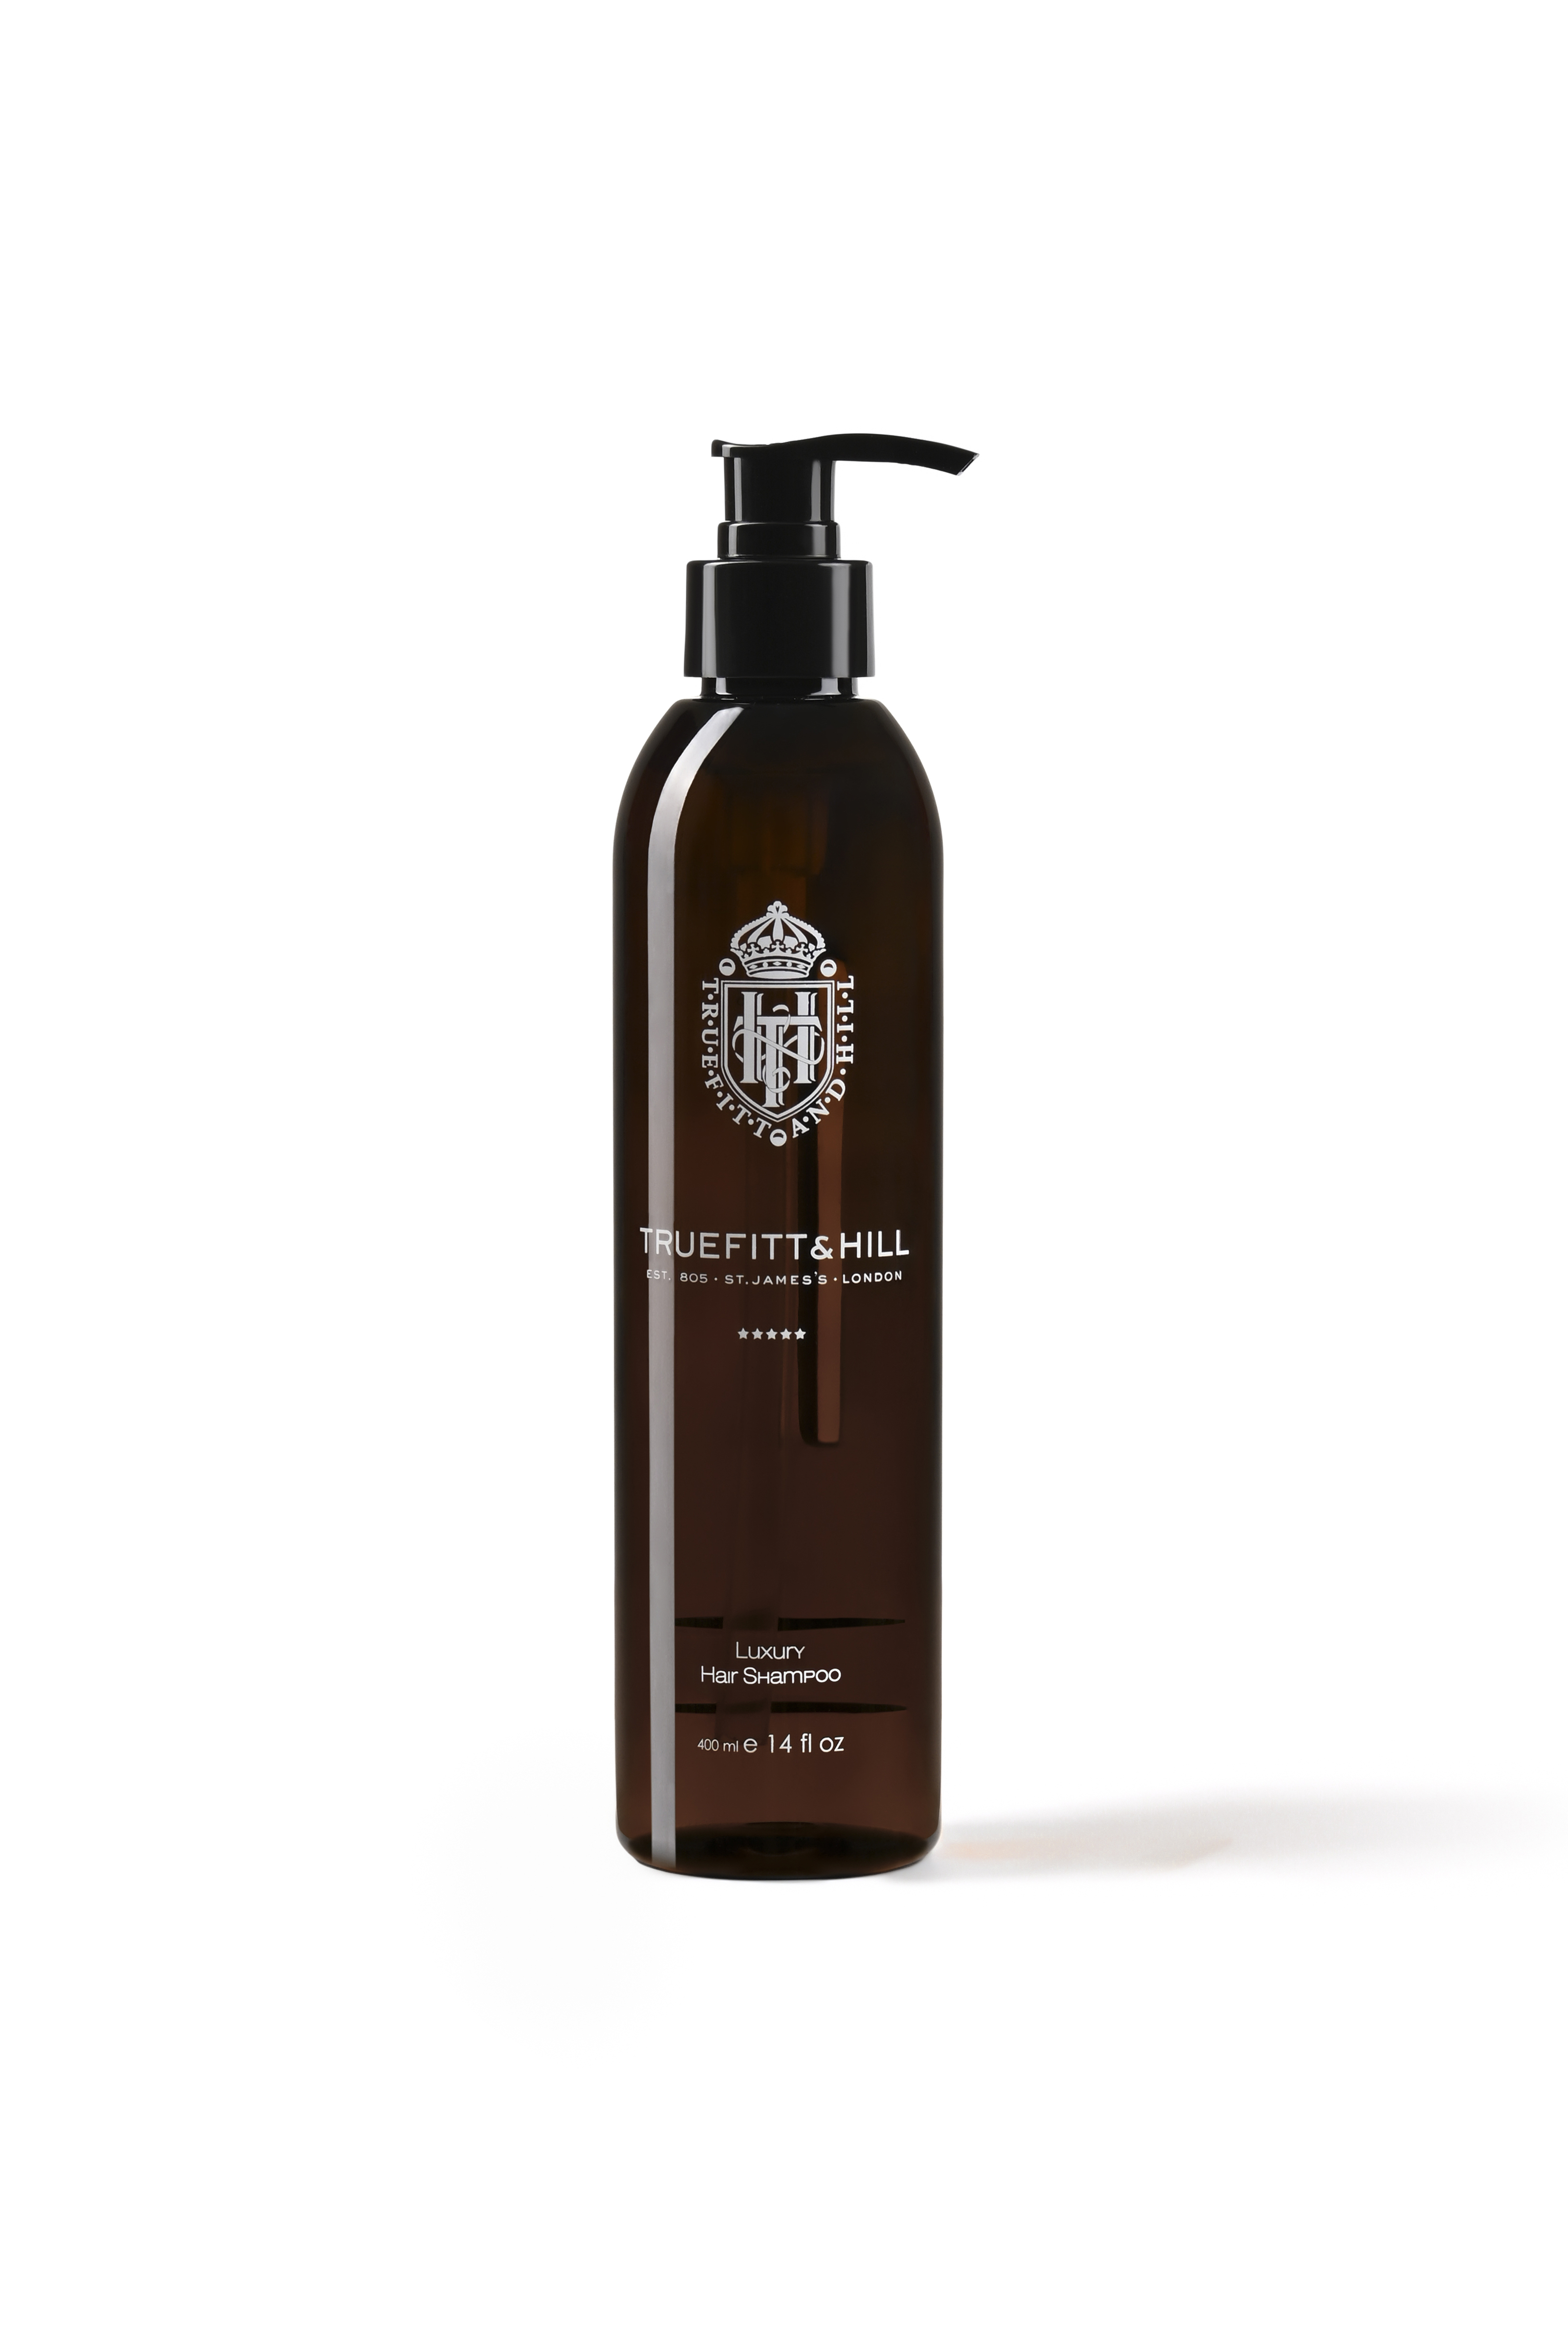 T·R·U·E·F·I·T·T A·N·D·H·I·L·L
TRUEFITT&HILL
EST. 805 · ST.JAMES'S · LONDON
Luxury
Hair Shampoo
400 ml e 14 fl oz